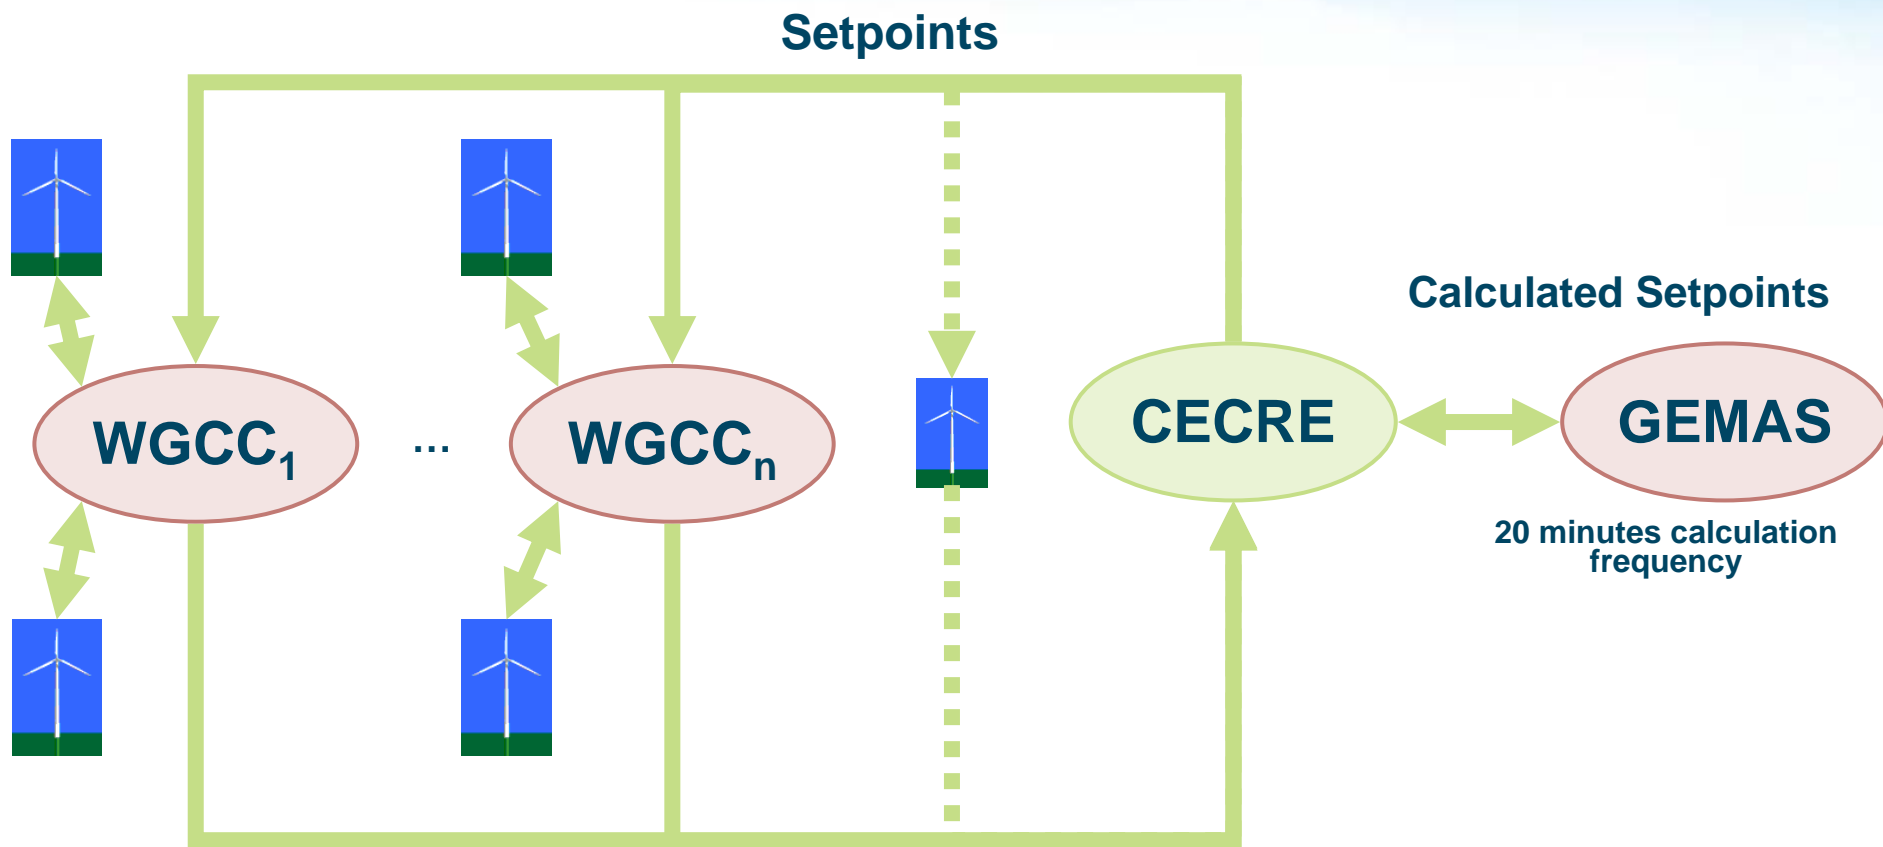 Setpoints
Calculated Setpoints
WGCC1
...
WGCCn
CECRE
GEMAS
20 minutes calculation
frequency